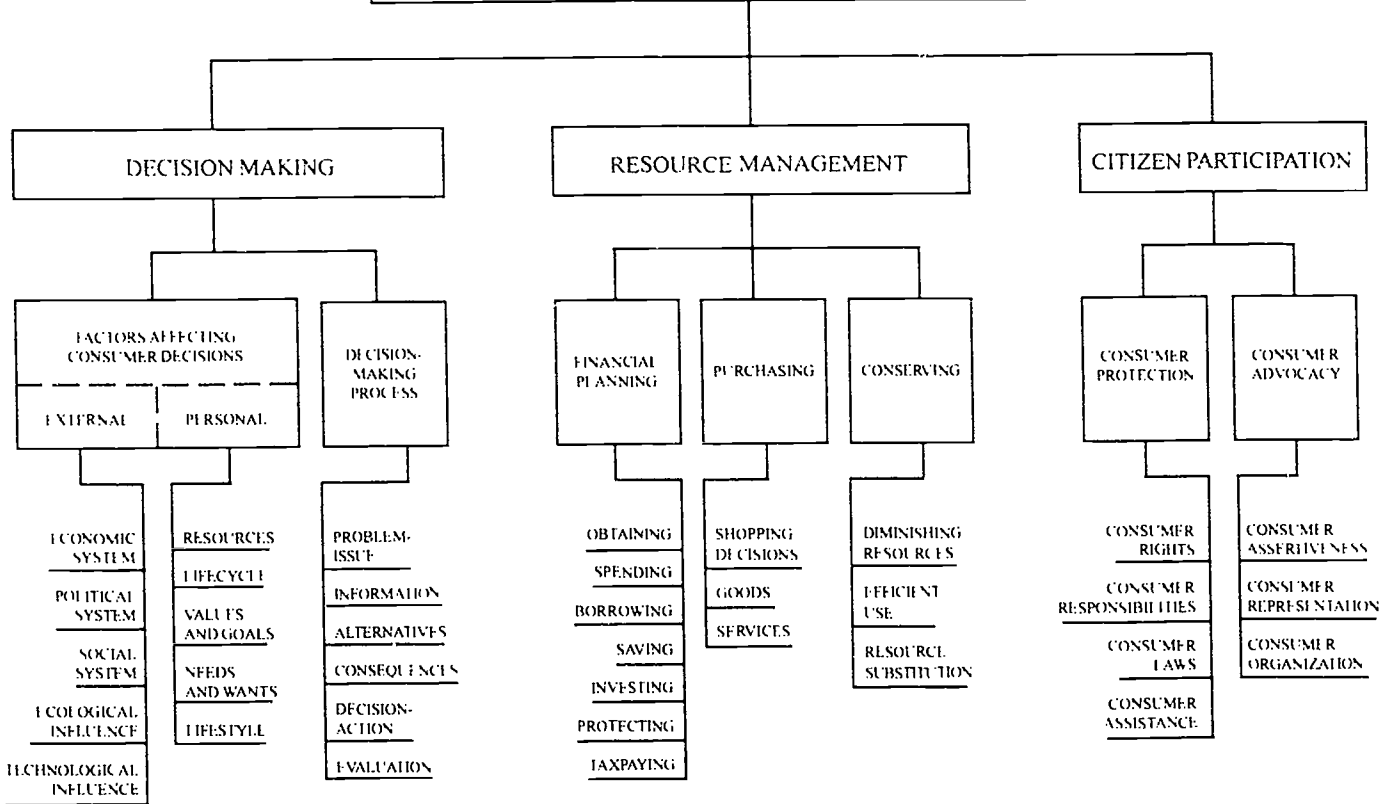 DECISION MAKING
RESOURCE MANAGEMENT
CITIZEN PARTICIPATION
FACTORS AFFECTING
CONSUMER DECISIONS
EXTERNAL
PERSONAL
DECISION-
MAKING
PROCESS
FINANCIAL
PLANNING
PURCHASING
CONSERVING
CONSUMER
PROTECTION
CONSUMER
ADVOCACY
ECONOMIC
SYSTEM
POLITICAL
SYSTEM
SOCIAL
SYSTEM
ECOLOGICAL
INFLUENCE
TECHNOLOGICAL
INFLUENCE
RESOURCES
LIFECYCLE
VALUES
AND GOALS
NEEDS
AND WANTS
LIFESTYLE
PROBLEM-
ISSUE
INFORMATION
ALTERNATIVES
CONSEQUENCES
DECISION-
ACTION
EVALUATION
OBTAINING
SPENDING
BORROWING
SAVING
INVESTING
PROTECTING
TAXPAYING
SHOPPING
DECISIONS
GOODS
SERVICES
DIMINISHING
RESOURCES
EFFICIENT
USE
RESOURCE
SUBSTITUTION
CONSUMER
RIGHTS
CONSUMER
RESPONSIBILITIES
CONSUMER
LAWS
CONSUMER
ASSISTANCE
CONSUMER
ASSERTIVENESS
CONSUMER
REPRESENTATION
CONSUMER
ORGANIZATION